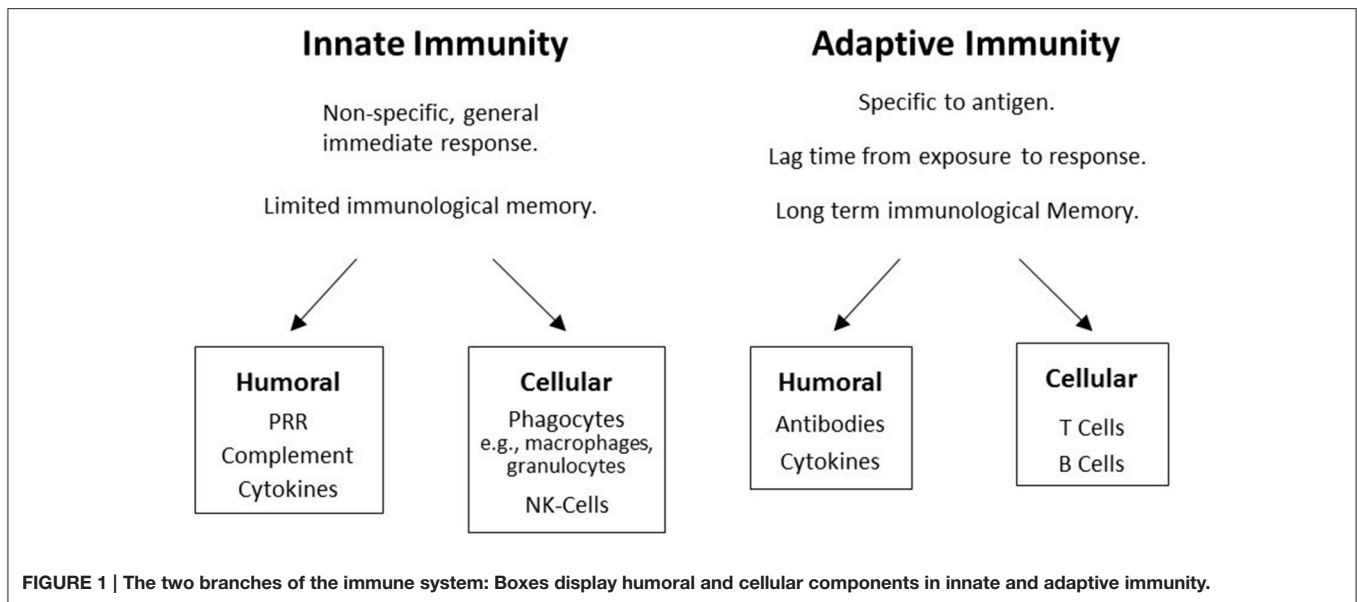 Innate Immunity
Non-specific, general
immediate response.
Limited immunological memory.
Humoral
PRR
Complement
Cytokines
Cellular
Phagocytes
e.g., macrophages,
granulocytes
NK-Cells
Adaptive Immunity
Specific to antigen.
Lag time from exposure to response.
Long term immunological Memory.
Humoral
Antibodies
Cytokines
Cellular
T Cells
B Cells
FIGURE 1 | The two branches of the immune system: Boxes display humoral and cellular components in innate and adaptive immunity.